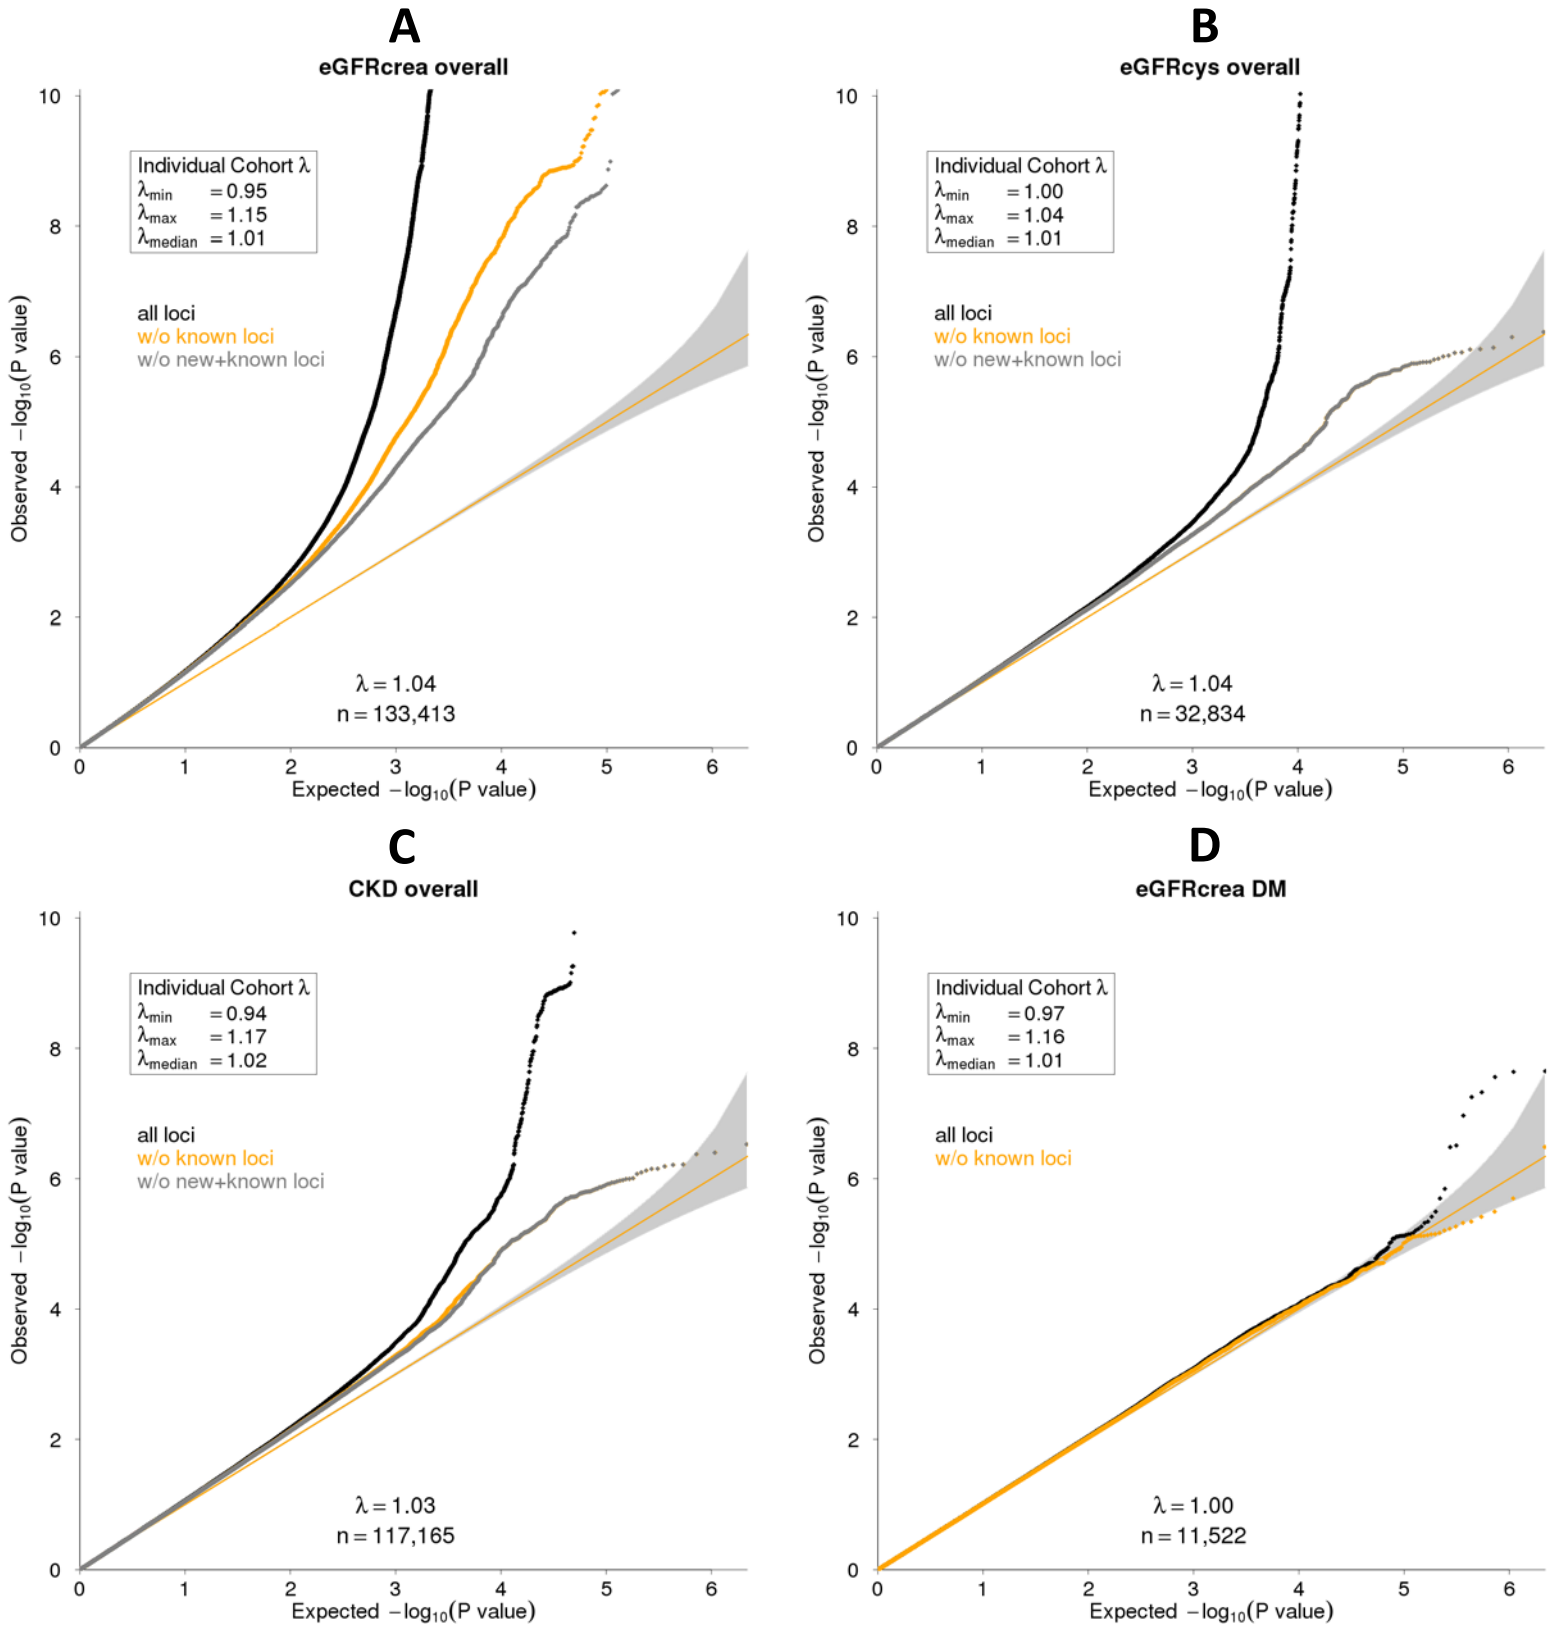 A
eGFRcrea overall
10
8
6
4
2
0
Observed −log10(P value)
Individual Cohort λ
λmin = 0.95
λmax = 1.15
λmedian = 1.01
all loci
w/o known loci
w/o new+known loci
λ = 1.04
n = 133,413
0 1 2 3 4 5 6
Expected −log10(P value)
B
eGFRcys overall
10
8
6
4
2
0
Observed −log10(P value)
Individual Cohort λ
λmin = 1.00
λmax = 1.04
λmedian = 1.01
all loci
w/o known loci
w/o new+known loci
λ = 1.04
n = 32,834
0 1 2 3 4 5 6
Expected −log10(P value)
C
CKD overall
10
8
6
4
2
0
Observed −log10(P value)
Individual Cohort λ
λmin = 0.94
λmax = 1.17
λmedian = 1.02
all loci
w/o known loci
w/o new+known loci
λ = 1.03
n = 117,165
0 1 2 3 4 5 6
Expected −log10(P value)
D
eGFRcrea DM
10
8
6
4
2
0
Observed −log10(P value)
Individual Cohort λ
λmin = 0.97
λmax = 1.16
λmedian = 1.01
all loci
w/o known loci
λ = 1.00
n = 11,522
0 1 2 3 4 5 6
Expected −log10(P value)